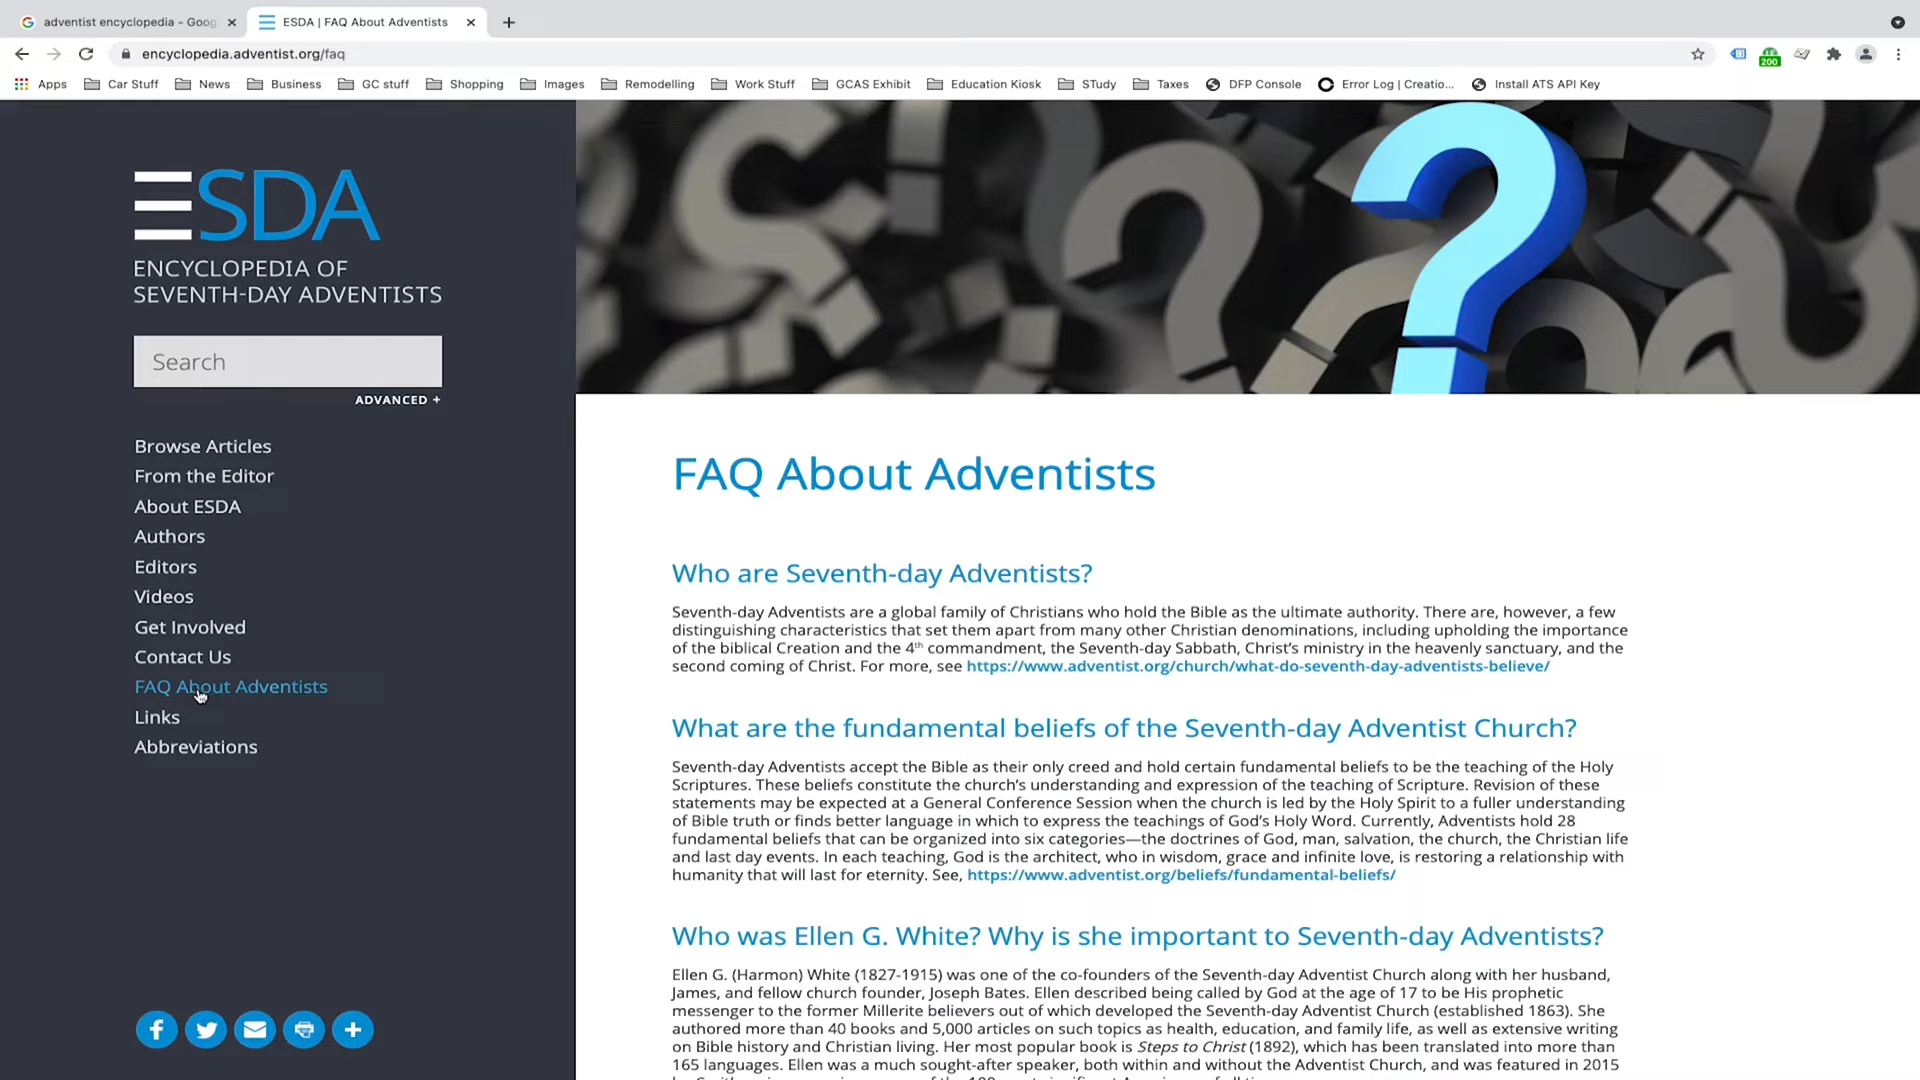 adventist encyclopedia - Goog
ESDA | FAQ About Adventists
encyclopedia.adventist.org/faq
200
Apps
Car Stuff
News
Business
GC stuff
Shopping
Images
Remodelling
Work Stuff
GCAS Exhibit
Education Kiosk
STudy
Taxes
DFP Console
Error Log | Creatio...
Install ATS API Key
ESDA
ENCYCLOPEDIA OF
SEVENTH-DAY ADVENTISTS
Search
ADVANCED +
Browse Articles
From the Editor
About ESDA
Authors
Editors
Videos
Get Involved
Contact Us
FAQ About Adventists
Links
Abbreviations
FAQ About Adventists
Who are Seventh-day Adventists?
Seventh-day Adventists are a global family of Christians who hold the Bible as the ultimate authority. There are, however, a few
distinguishing characteristics that set them apart from many other Christian denominations, including upholding the importance
of the biblical Creation and the 4th commandment, the Seventh-day Sabbath, Christ's ministry in the heavenly sanctuary, and the
second coming of Christ. For more, see https://www.adventist.org/church/what-do-seventh-day-adventists-believe/
What are the fundamental beliefs of the Seventh-day Adventist Church?
Seventh-day Adventists accept the Bible as their only creed and hold certain fundamental beliefs to be the teaching of the Holy
Scriptures. These beliefs constitute the church's understanding and expression of the teaching of Scripture. Revision of these
statements may be expected at a General Conference Session when the church is led by the Holy Spirit to a fuller understanding
of Bible truth or finds better language in which to express the teachings of God's Holy Word. Currently, Adventists hold 28
fundamental beliefs that can be organized into six categories—the doctrines of God, man, salvation, the church, the Christian life
and last day events. In each teaching, God is the architect, who in wisdom, grace and infinite love, is restoring a relationship with
humanity that will last for eternity. See, https://www.adventist.org/beliefs/fundamental-beliefs/
Who was Ellen G. White? Why is she important to Seventh-day Adventists?
Ellen G. (Harmon) White (1827-1915) was one of the co-founders of the Seventh-day Adventist Church along with her husband,
James, and fellow church founder, Joseph Bates. Ellen described being called by God at the age of 17 to be His prophetic
messenger to the former Millerite believers out of which developed the Seventh-day Adventist Church (established 1863). She
authored more than 40 books and 5,000 articles on such topics as health, education, and family life, as well as extensive writing
on Bible history and Christian living. Her most popular book is Steps to Christ (1892), which has been translated into more than
165 languages. Ellen was a much sought-after speaker, both within and without the Adventist Church, and was featured in 2015